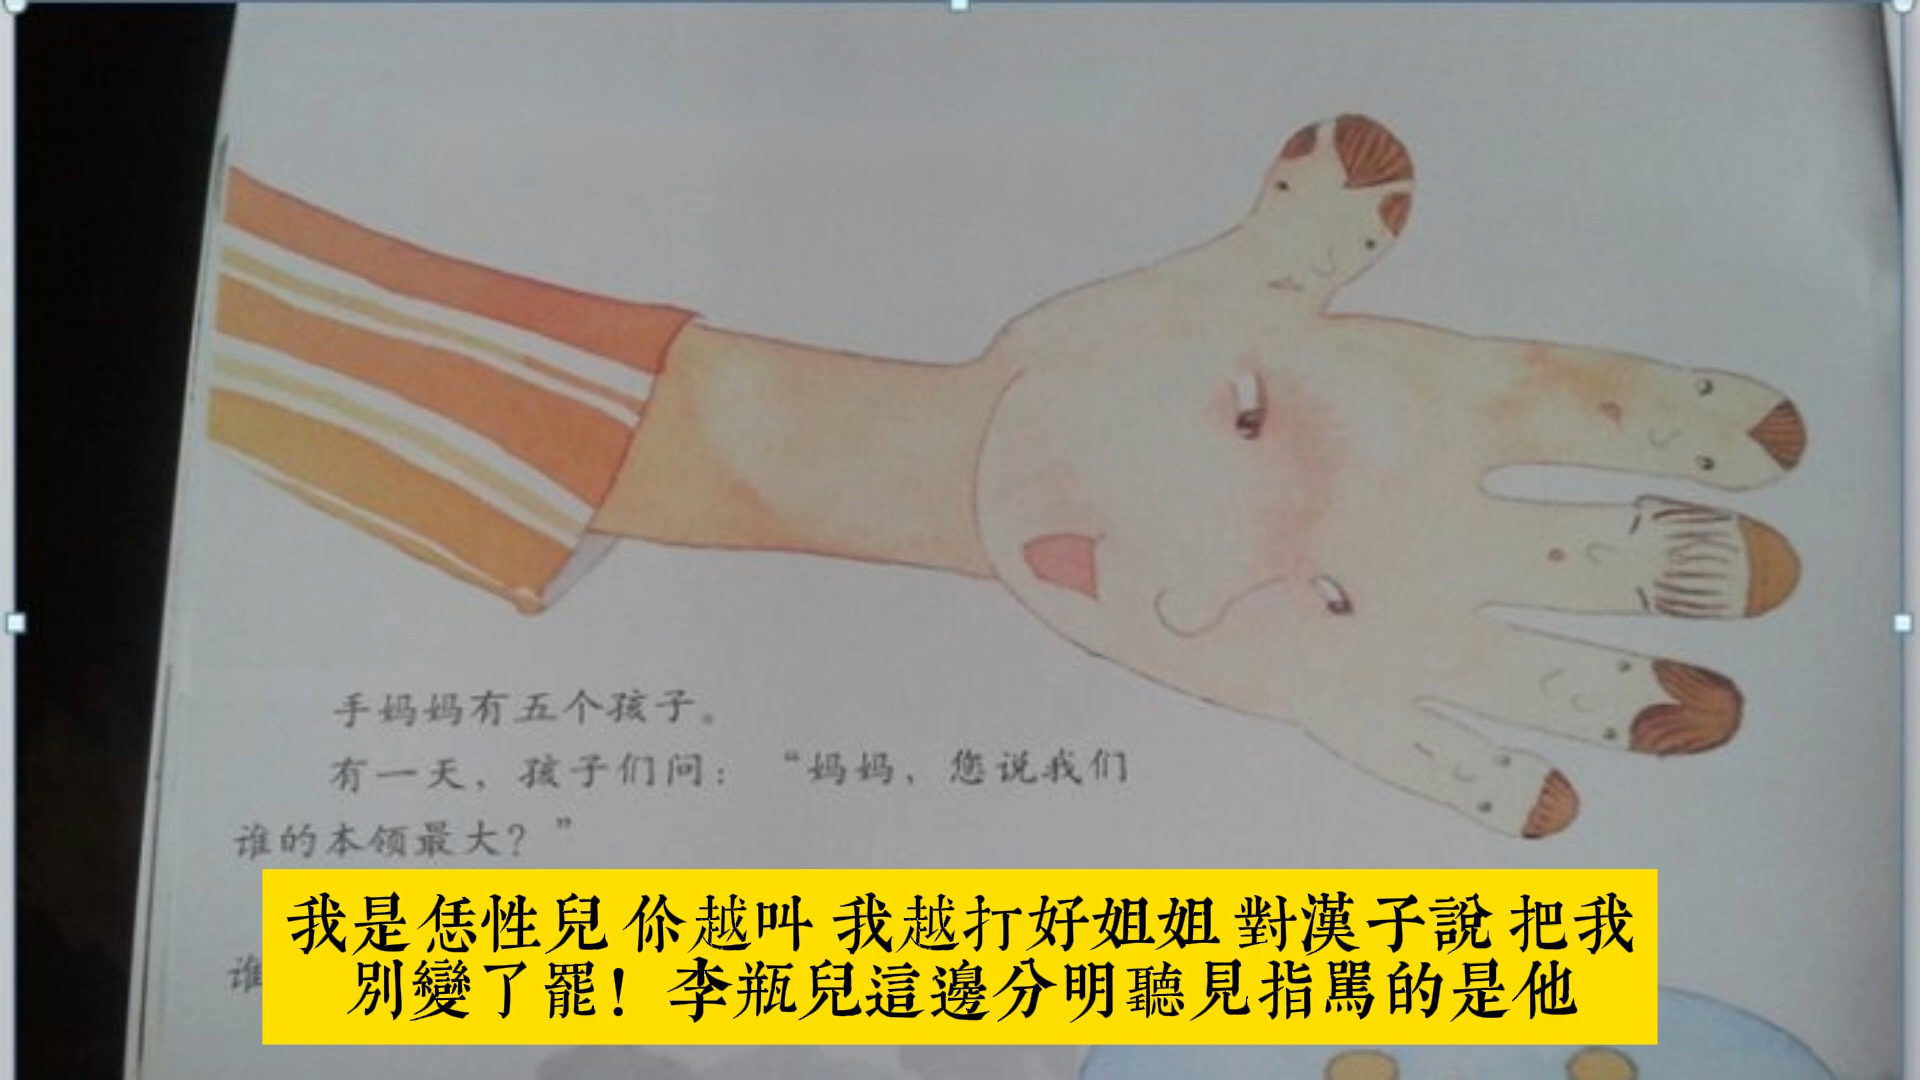 手妈妈有五个孩子。
有一天，孩子们问：“妈妈，您说我们
谁的本领最大？”
谁
我是恁性兒 伱越叫 我越打好姐姐 對漢子說 把我
別變了罷！李瓶兒這邊分明聽見指罵的是他